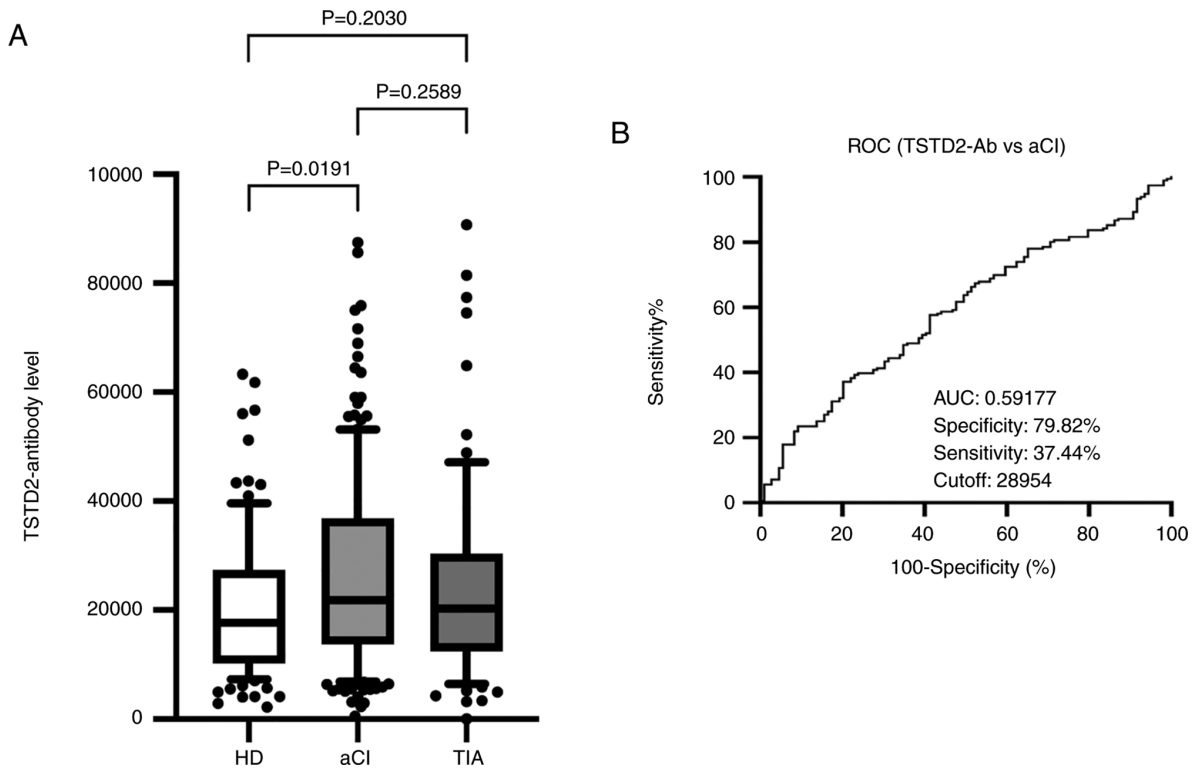 A
P=0.2030
P=0.2589
P=0.0191
10000
80000
60000
40000
20000
0
TSTD2-antibody level
HD
aCI
TIA
B
ROC (TSTD2-Ab vs aCI)
100
80
60
40
20
0
Sensitivity%
AUC: 0.59177
Specificity: 79.82%
Sensitivity: 37.44%
Cutoff: 28954
0
20
40
60
80
100
100-Specificity (%)